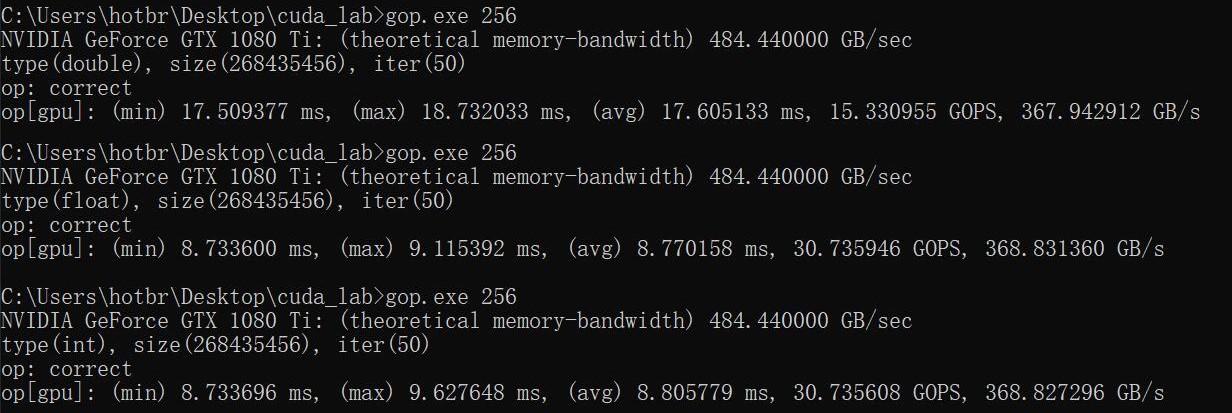 C:\Users\hotbr\Desktop\cuda_lab>gop.exe 256
NVIDIA GeForce GTX 1080 Ti: (theoretical memory-bandwidth) 484.440000 GB/sec
type(double), size(268435456), iter(50)
op: correct
op[gpu]: (min) 17.509377 ms, (max) 18.732033 ms, (avg) 17.605133 ms, 15.330955 GOPS, 367.942912 GB/s
C:\Users\hotbr\Desktop\cuda_lab>gop.exe 256
NVIDIA GeForce GTX 1080 Ti: (theoretical memory-bandwidth) 484.440000 GB/sec
type(float), size(268435456), iter(50)
op: correct
op[gpu]: (min) 8.733600 ms, (max) 9.115392 ms, (avg) 8.770158 ms, 30.735946 GOPS, 368.831360 GB/s
C:\Users\hotbr\Desktop\cuda_lab>gop.exe 256
NVIDIA GeForce GTX 1080 Ti: (theoretical memory-bandwidth) 484.440000 GB/sec
type(int), size(268435456), iter(50)
op: correct
op[gpu]: (min) 8.733696 ms, (max) 9.627648 ms, (avg) 8.805779 ms, 30.735608 GOPS, 368.827296 GB/s